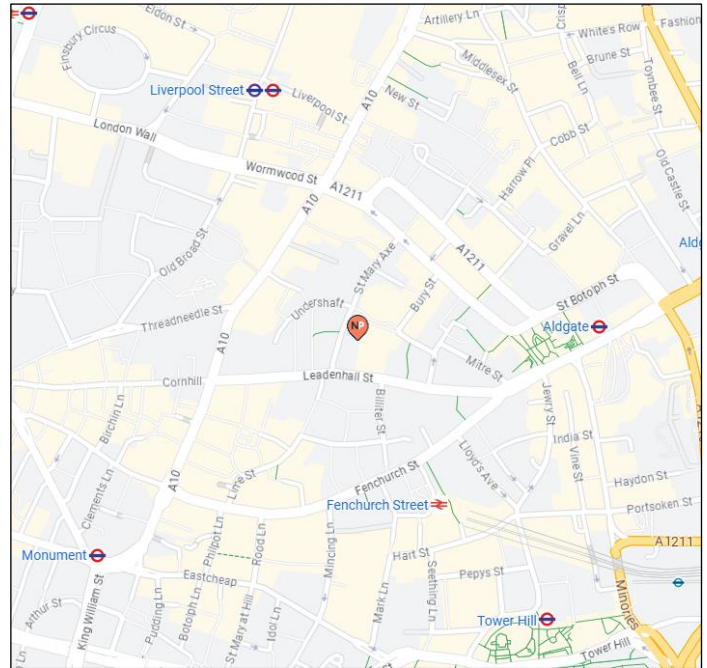 Eldon St
Artillery Ln
Crisp
Fashion
White's Row
Finsbury Circus
Brune St
Middlesex St
Bell Ln
Toynbee St
Liverpool Street
Liverpool St
New St
A10
London Wall
Cobb St
Wormwood St
A1211
Harrow Pl
Old Castle St
A10
Gravel Ln
Old Broad St
St Mary Axe
A1211
Ald
Bury St
St Botolph St
Undershaft
Threadneedle St
N
Aldgate
A10
Mitre St
Cornhill
Leadenhall St
Jewry St
Birchin Ln
Billiter St
India St
Vine St
Lloyd's Ave
Fenchurch St
Lime St
Haydon St
A10
Clements Ln
Fenchurch Street
Portsoken St
Philpot Ln
Rood Ln
Mincing Ln
A1211
Monument
Hart St
Seething Ln
Pepys St
Eastcheap
Mark Ln
Minories
Arthur St
King William St
Pudding Ln
Botolph Ln
St Mary at Hill
Idol Ln
Tower Hill
Tower Hill